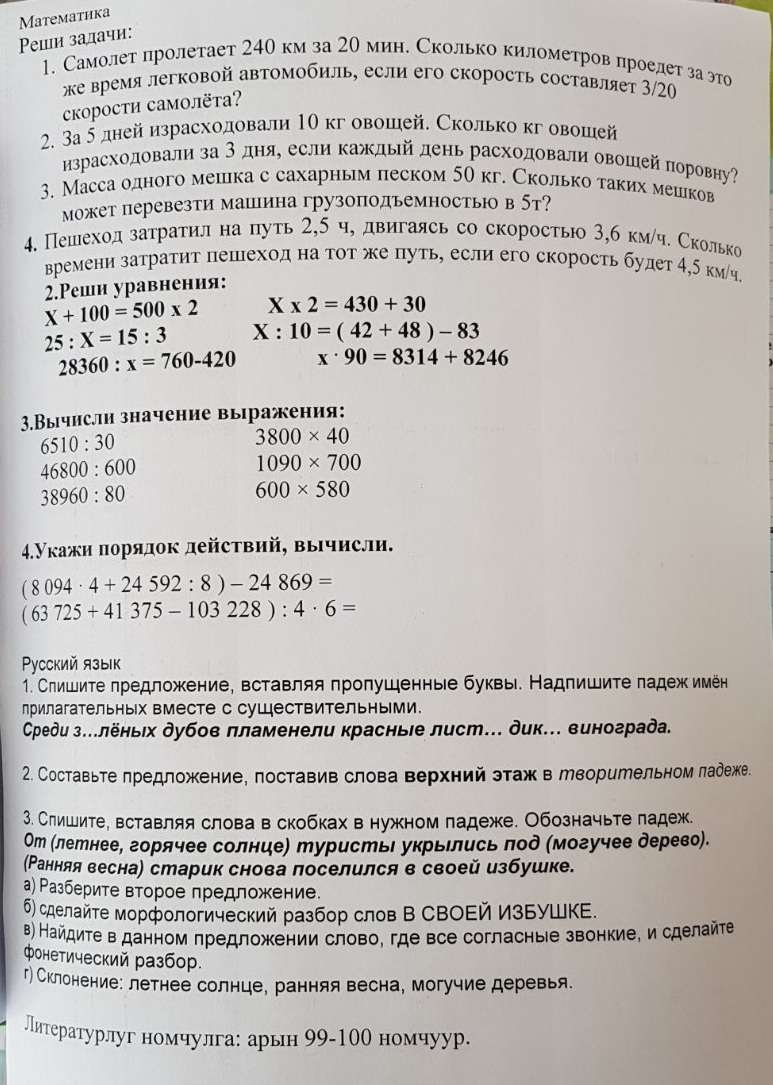 Математика
Реши задачи:
1. Самолет пролетает 240 км за 20 мин. Сколько километров проедет за это
же время легковой автомобиль, если его скорость составляет 3/20
скорости самолёта?
2. За 5 дней израсходовали 10 кг овощей. Сколько кг овощей
израсходовали за 3 дня, если каждый день расходовали овощей поровну?
3. Масса одного мешка с сахарным песком 50 кг. Сколько таких мешков
может перевезти машина грузоподъемностью в 5т?
4. Пешеход затратил на путь 2,5 ч, двигаясь со скоростью 3,6 км/ч. Сколько
времени затратит пешеход на тот же путь, если его скорость будет 4,5 км/ч.
2.Реши уравнения:
X + 100 = 500 x 2 X x 2 = 430 + 30
25 : X = 15 : 3 X : 10 = ( 42 + 48 ) – 83
28360 : x = 760-420 x · 90 = 8314 + 8246
3.Вычисли значение выражения:
6510 : 30 3800 × 40
46800 : 600 1090 × 700
38960 : 80 600 × 580
4.Укажи порядок действий, вычисли.
( 8 094 · 4 + 24 592 : 8 ) – 24 869 =
( 63 725 + 41 375 – 103 228 ) : 4 · 6 =
Русский язык
1. Спишите предложение, вставляя пропущенные буквы. Надпишите падеж имён
прилагательных вместе с существительными.
Среди з...лёных дубов пламенели красные лист... дик... винограда.
2. Составьте предложение, поставив слова верхний этаж в творительном падеже.
3. Спишите, вставляя слова в скобках в нужном падеже. Обозначьте падеж.
От (летнее, горячее солнце) туристы укрылись под (могучее дерево).
(Ранняя весна) старик снова поселился в своей избушке.
а) Разберите второе предложение.
б) сделайте морфологический разбор слов В СВОЕЙ ИЗБУШКЕ.
в) Найдите в данном предложении слово, где все согласные звонкие, и сделайте
фонетический разбор.
г) Склонение: летнее солнце, ранняя весна, могучие деревья.
Литературлуг номчулга: арын 99-100 номчуур.